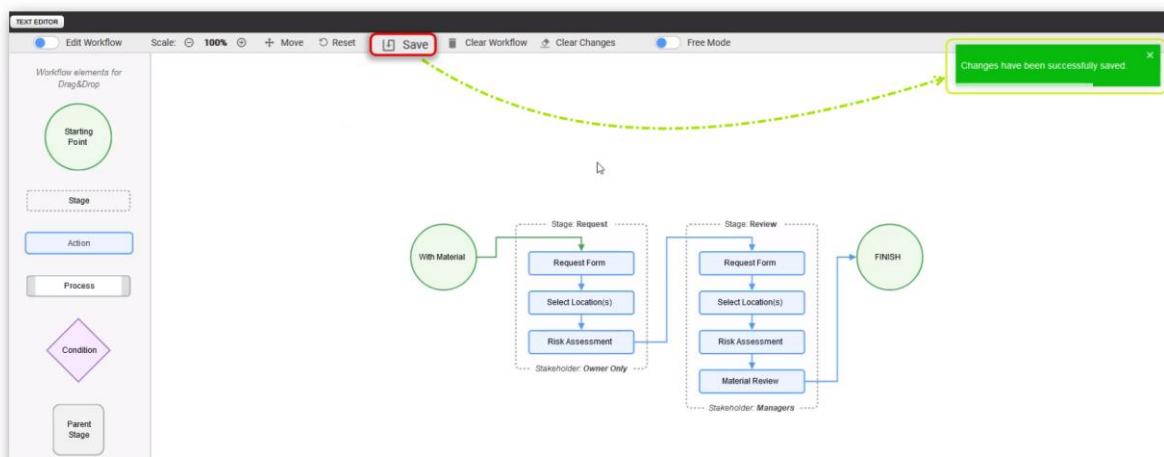 TEXT EDITOR
Edit Workflow
Scale: 100%
Move
Reset
Save
Clear Workflow
Clear Changes
Free Mode
Changes have been successfully saved.
Workflow elements for
Drag&Drop
Starting
Point
Stage
Action
Process
Condition
Parent
Stage
With Material
Stage: Request
Request Form
Select Location(s)
Risk Assessment
Stakeholder: Owner Only
Stage: Review
Request Form
Select Location(s)
Risk Assessment
Material Review
Stakeholder: Managers
FINISH